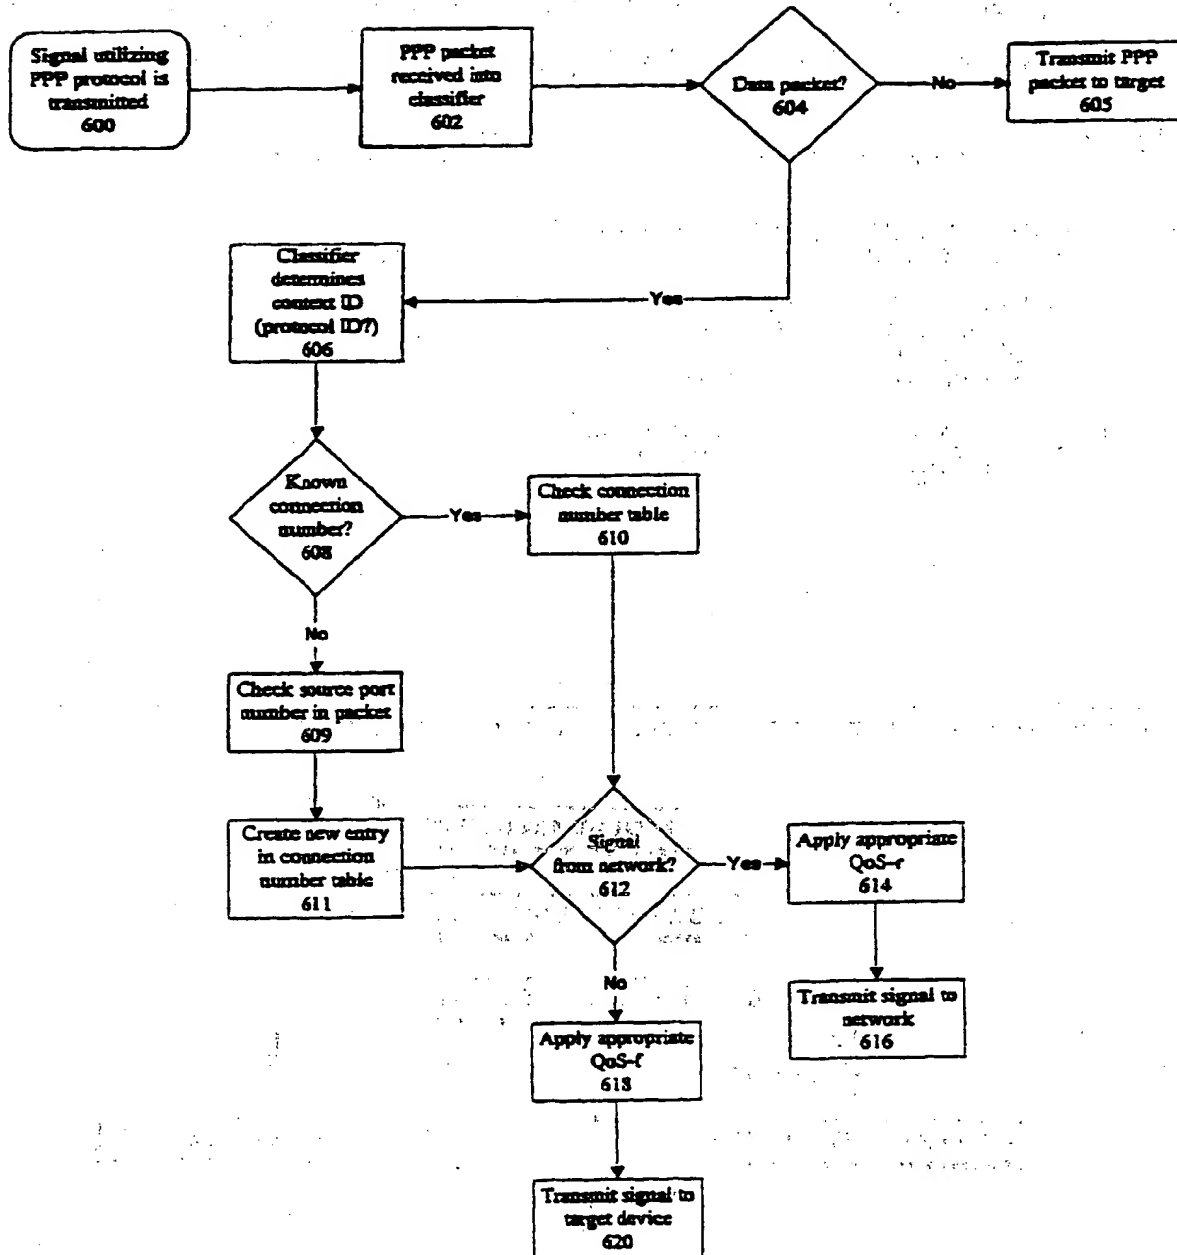 Signal utilizing
PPP protocol is
transmitted
600
PPP packet
received into
classifier
602
Data packet?
604
No
Transmit PPP
packet to target
605
Yes
Classifier
determines
context ID
(protocol ID?)
606
Known
connection
number?
608
Yes
Check connection
number table
610
No
Check source port
number in packet
609
Create new entry
in connection
number table
611
Signal
from network?
612
Yes
Apply appropriate
QoS-r
614
Transmit signal to
network
616
No
Apply appropriate
QoS-f
618
Transmit signal to
target device
620